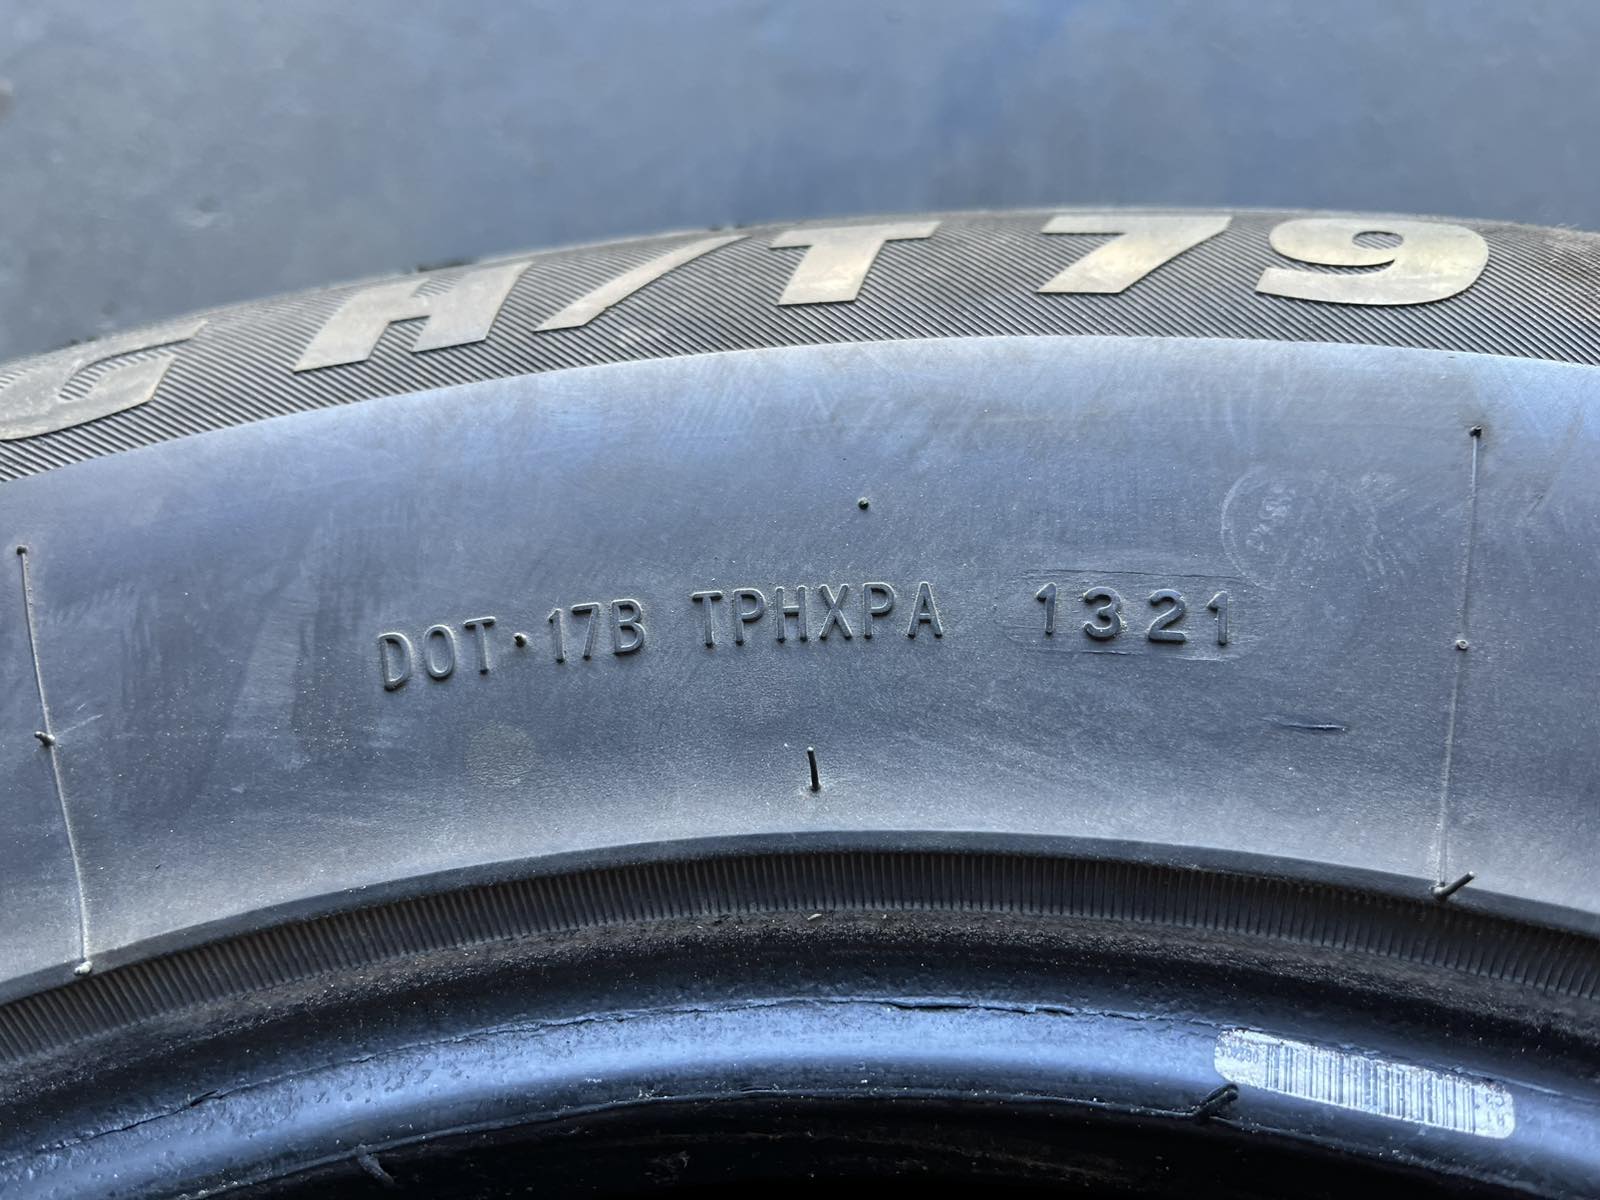 G H/T 79
DOT·17B TPHXPA 1321